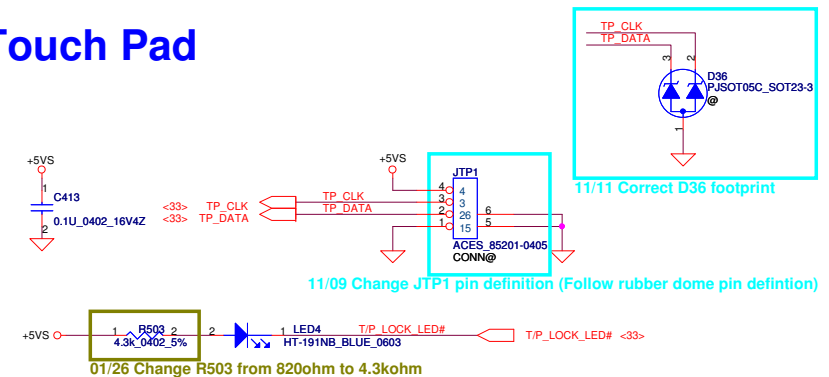 Touch Pad
TP_CLK
TP_DATA
3
2
D36
PJSOT05C_SOT23-3
@
1
11/11 Correct D36 footprint
+5VS
1
C413
0.1U_0402_16V4Z
2
+5VS
JTP1
<33> TP_CLK
TP_CLK
<33> TP_DATA
TP_DATA
4 4
3 3
2 26 6
1 15 5
ACES_85201-0405
CONN@
11/09 Change JTP1 pin definition (Follow rubber dome pin defintion)
+5VS
1 R503 2
4.3k_0402_5%
2
1 LED4
HT-191NB_BLUE_0603
T/P_LOCK_LED#
T/P_LOCK_LED# <33>
01/26 Change R503 from 820ohm to 4.3kohm